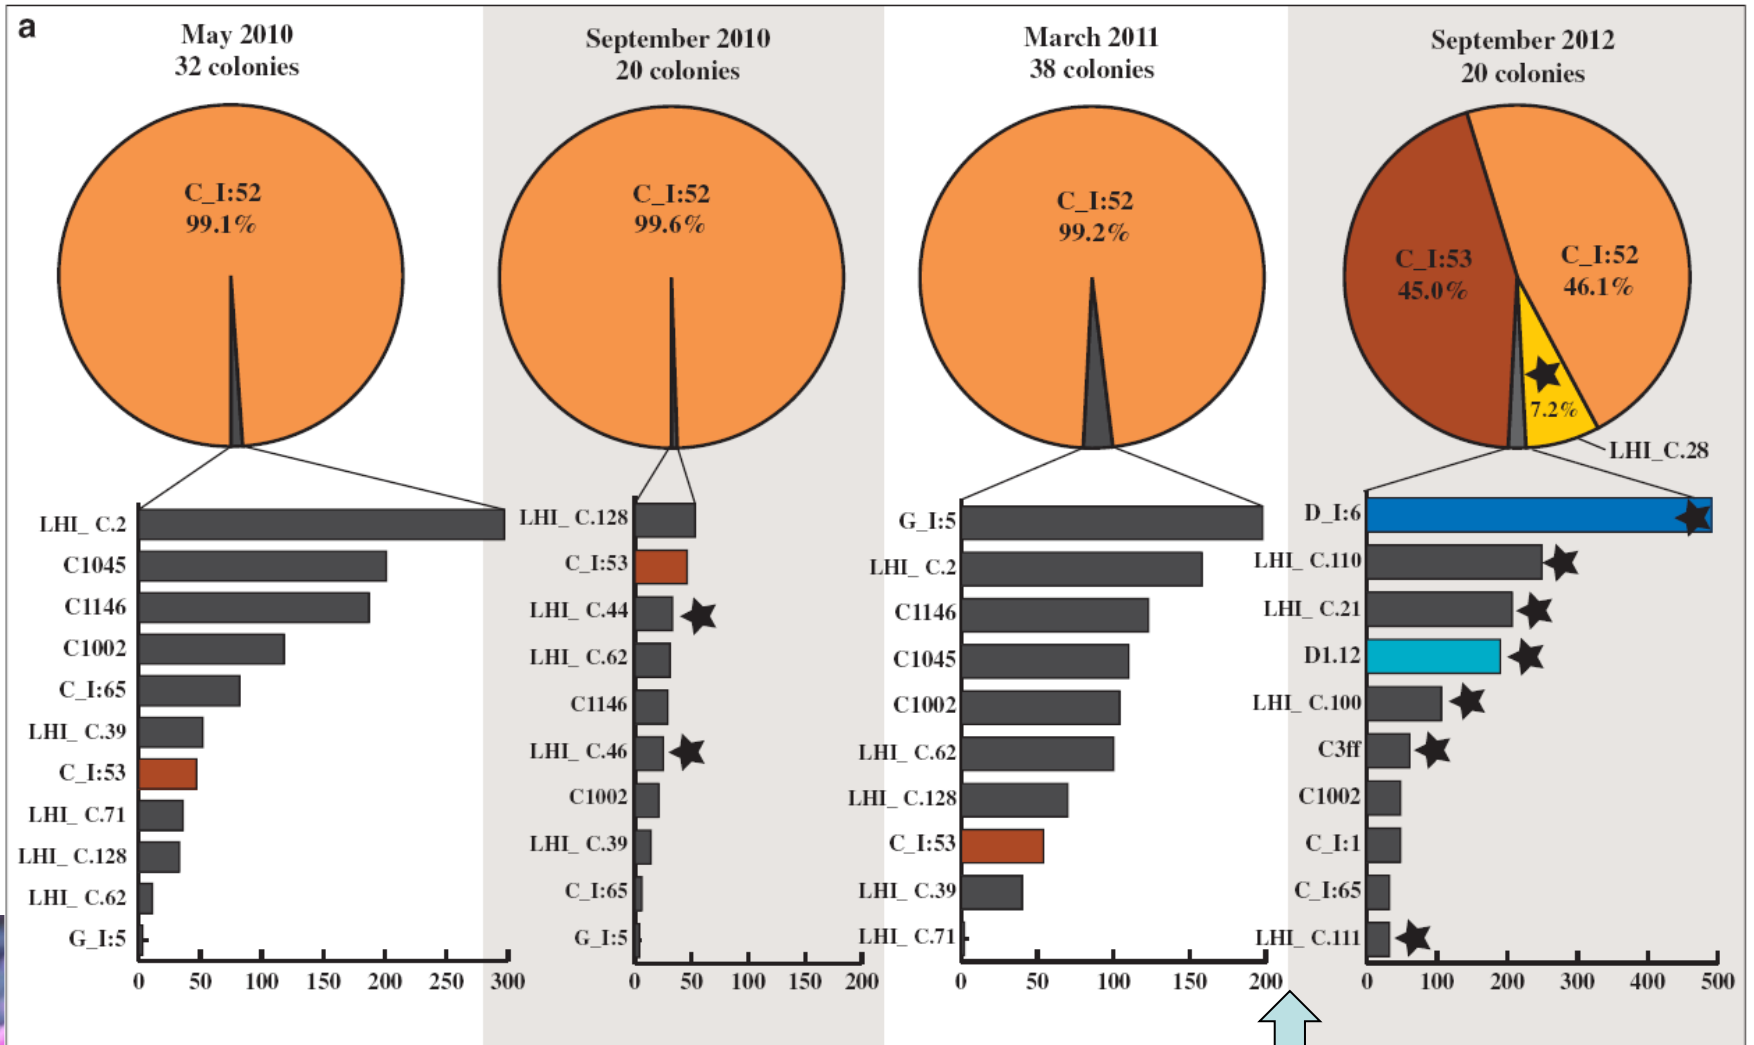 a
May 2010
32 colonies
C_I:52
99.1%
LHI_ C.2
C1045
C1146
C1002
C_I:65
LHI_ C.39
C_I:53
LHI_ C.71
LHI_ C.128
LHI_ C.62
G_I:5
0 50 100 150 200 250 300
September 2010
20 colonies
C_I:52
99.6%
LHI_ C.128
C_I:53
LHI_ C.44
LHI_ C.62
C1146
LHI_ C.46
C1002
LHI_ C.39
C_I:65
G_I:5
0 50 100 150 200
March 2011
38 colonies
C_I:52
99.2%
G_I:5
LHI_ C.2
C1146
C1045
C1002
LHI_ C.62
LHI_ C.128
C_I:53
LHI_ C.39
LHI_ C.71
0 50 100 150 200
September 2012
20 colonies
C_I:53
45.0%
C_I:52
46.1%
7.2%
LHI_C.28
D_I:6
LHI_ C.110
LHI_ C.21
D1.12
LHI_ C.100
C3ff
C1002
C_I:1
C_I:65
LHI_ C.111
0 100 200 300 400 500